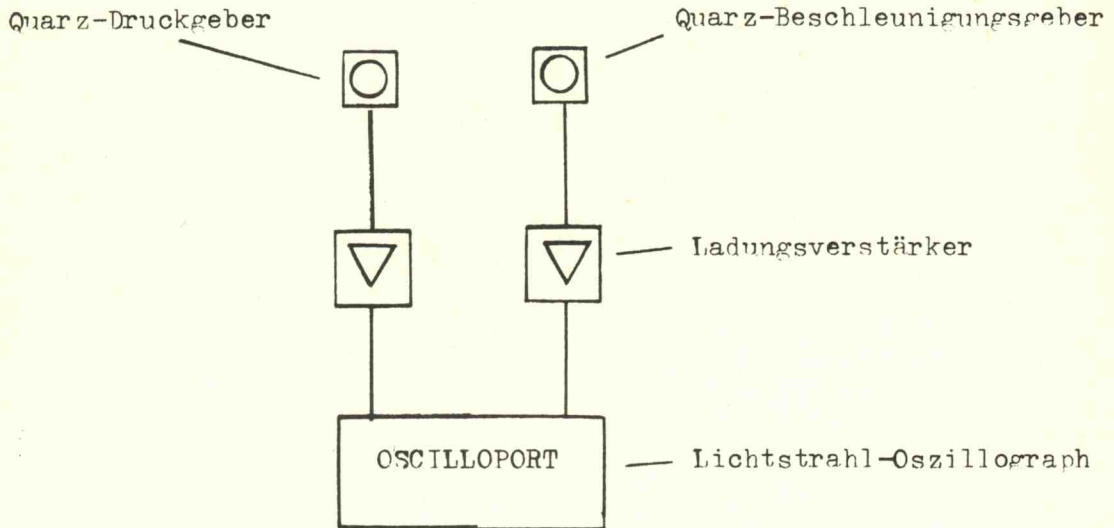 Quarz-Druckgeber
Quarz-Beschleunigungsgeber
Ladungsverstärker
OSCILLOPORT
Lichtstrahl-Oszillograph